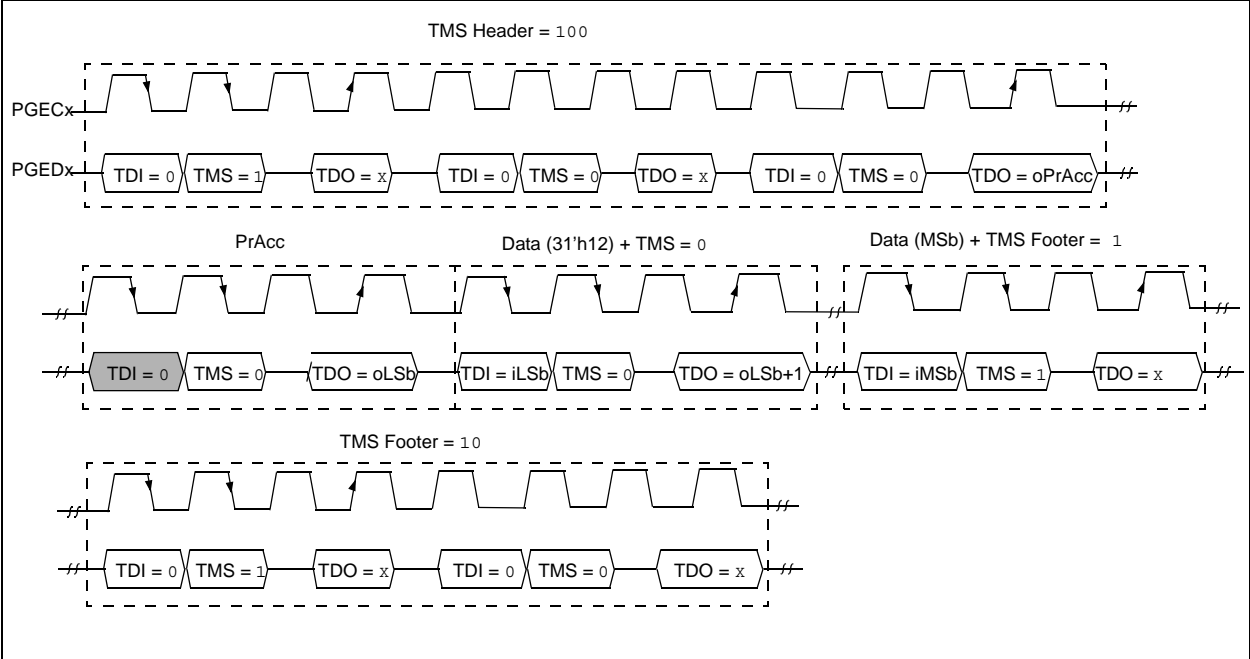 TMS Header = 100
PGECx
PGEDx TDI = 0 TMS = 1 TDO = x TDI = 0 TMS = 0 TDO = x TDI = 0 TMS = 0 TDO = oPrAcc
PrAcc Data (31'h12) + TMS = 0 Data (MSb) + TMS Footer = 1
TDI = 0 TMS = 0 TDO = oLSb TDI = iLSb TMS = 0 TDO = oLSb+1 TDI = iMSb TMS = 1 TDO = x
TMS Footer = 10
TDI = 0 TMS = 1 TDO = x TDI = 0 TMS = 0 TDO = x